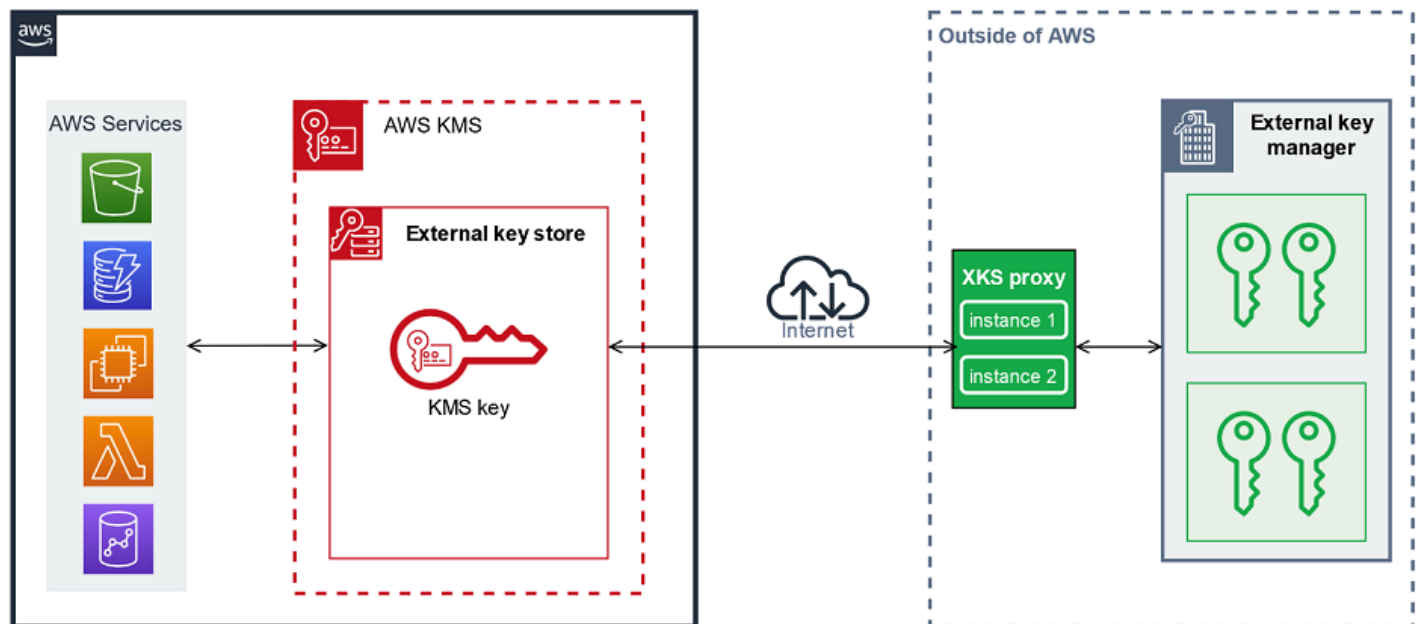 aws
Outside of AWS
AWS Services
AWS KMS
External key
manager
External key store
XKS proxy
instance 1
Internet
instance 2
KMS key